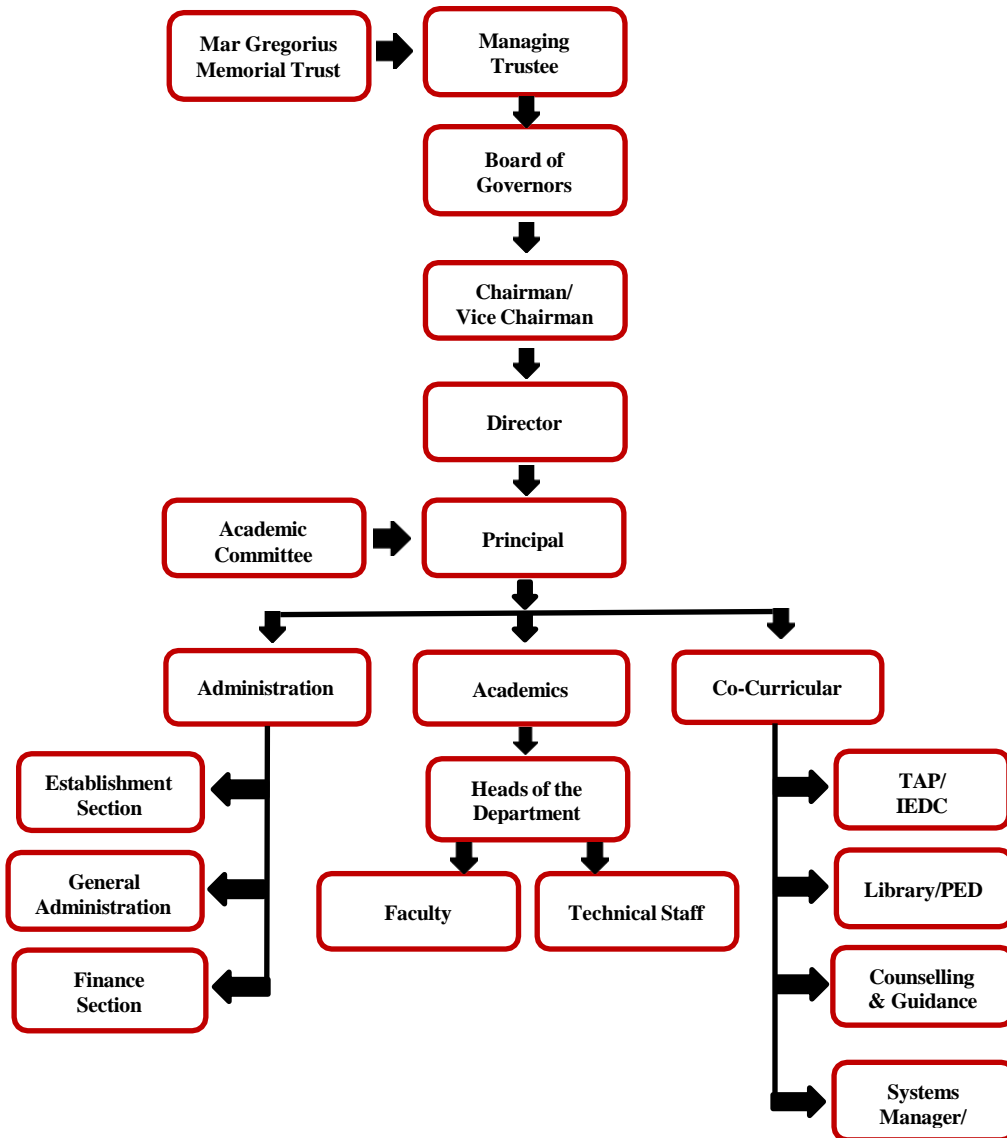 Mar Gregorius
Memorial Trust
Managing
Trustee
Board of
Governors
Chairman/
Vice Chairman
Director
Academic
Committee
Principal
Administration
Academics
Co-Curricular
Establishment
Section
General
Administration
Finance
Section
Heads of the
Department
Faculty
Technical Staff
TAP/
IEDC
Library/PED
Counselling
& Guidance
Systems
Manager/